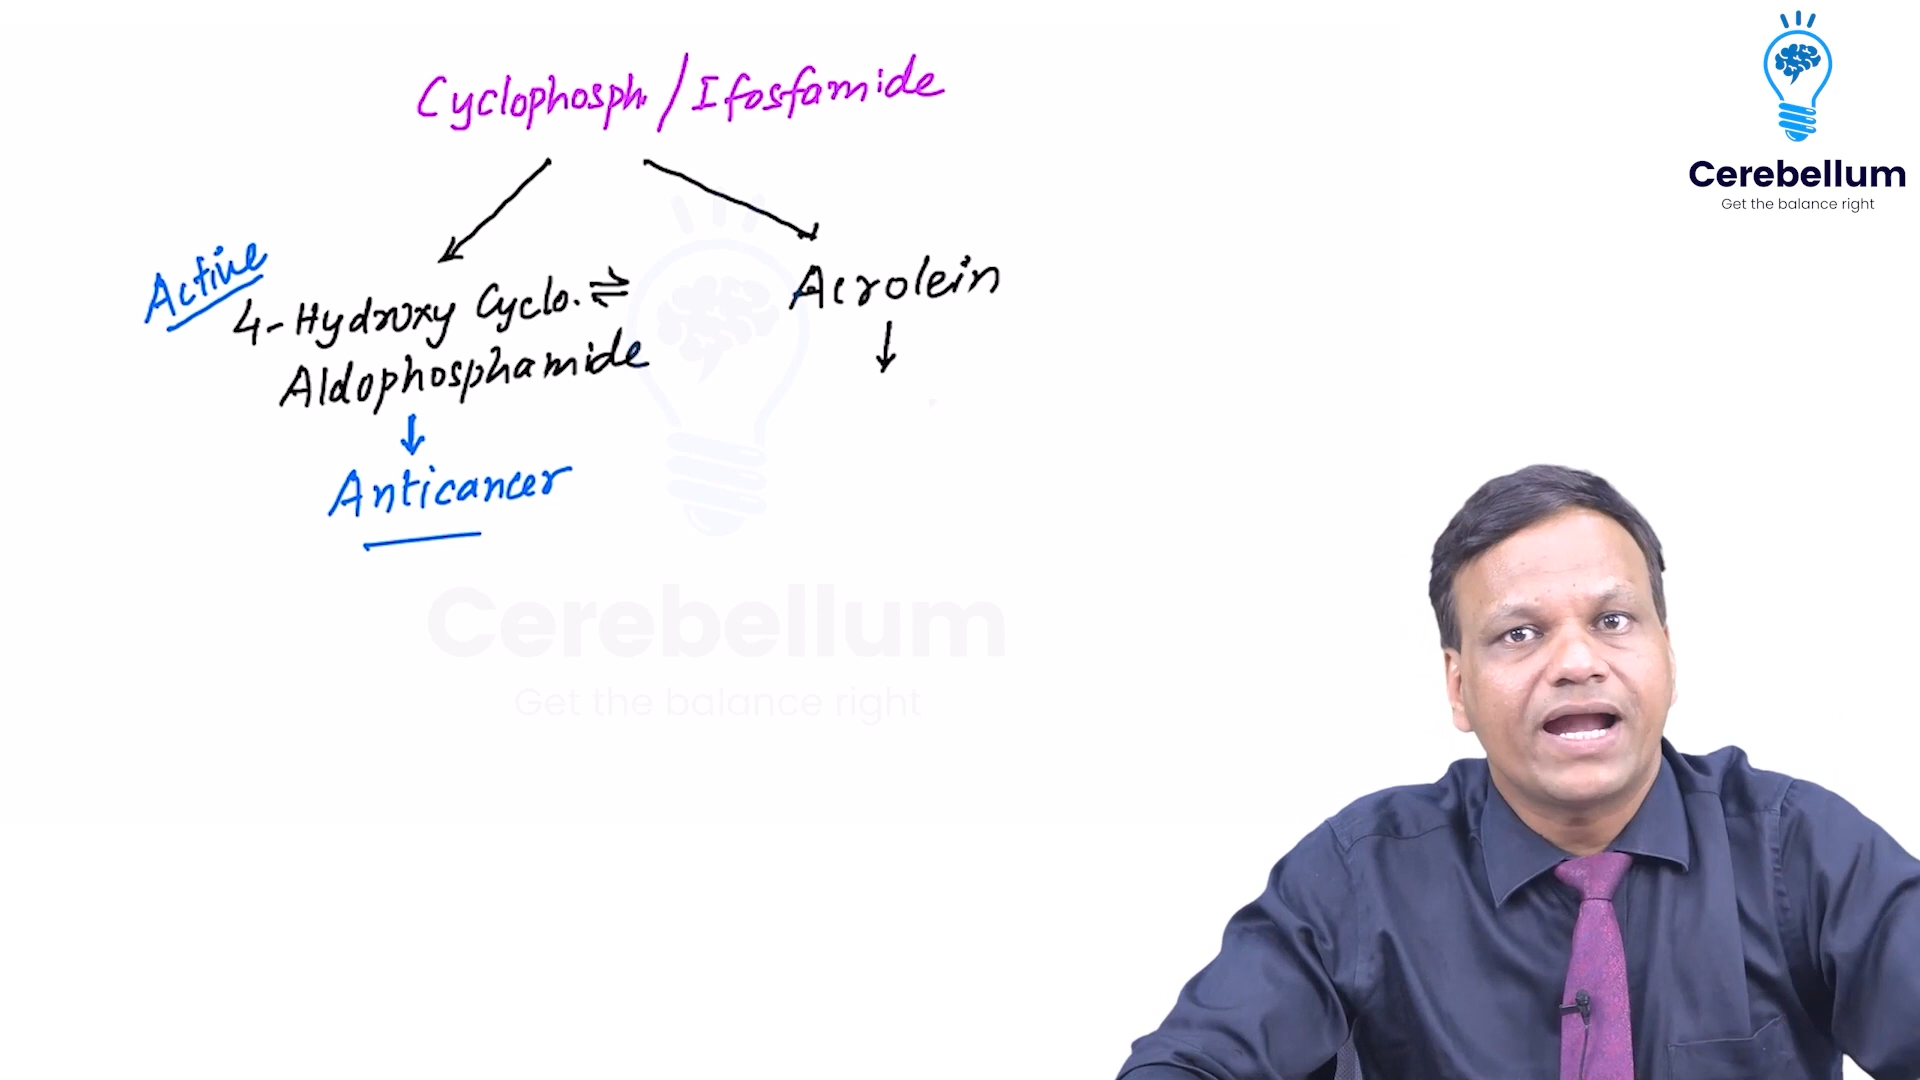 Cyclophosph. / Ifosfamide
Active
4-Hydroxy Cyclo. ⇌
Aldophosphamide
Acrolein
Anticancer
Cerebellum
Get the balance right
Cerebellum
Get the balance right